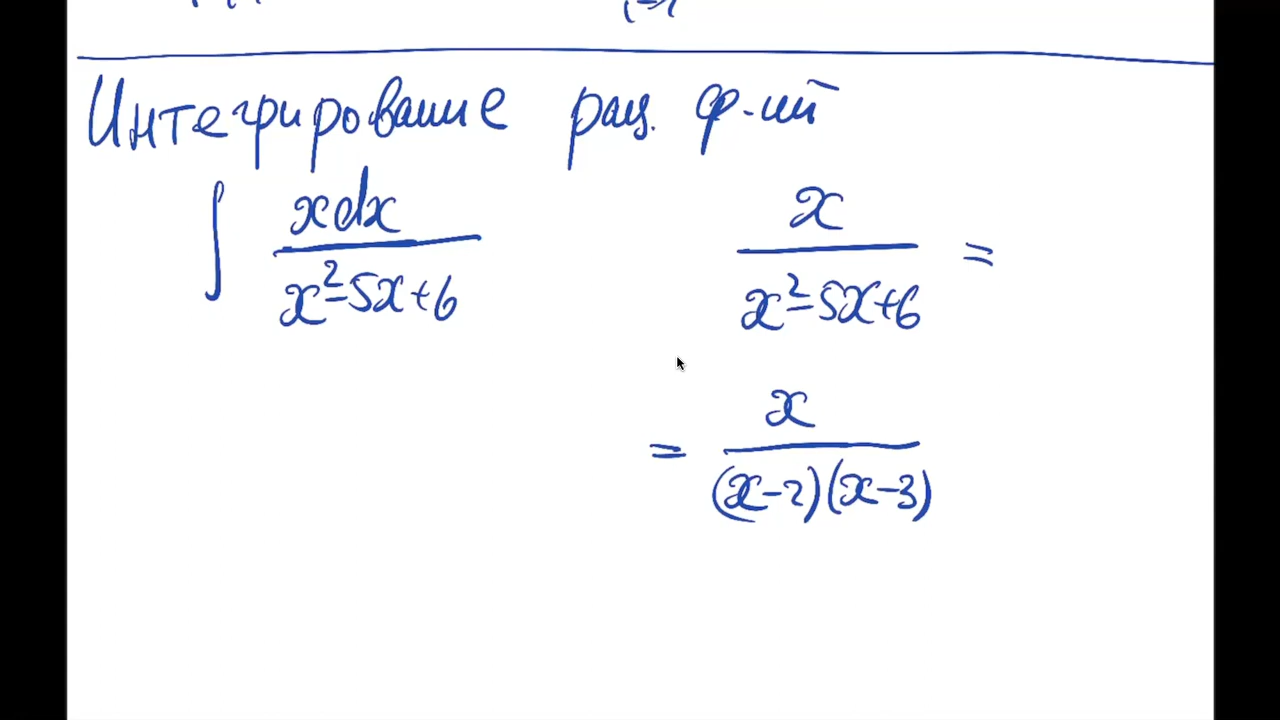 Интегрирование рац. ф-ий
∫ xdx / x²-5x+6
x / x²-5x+6 =
= x / (x-2)(x-3)